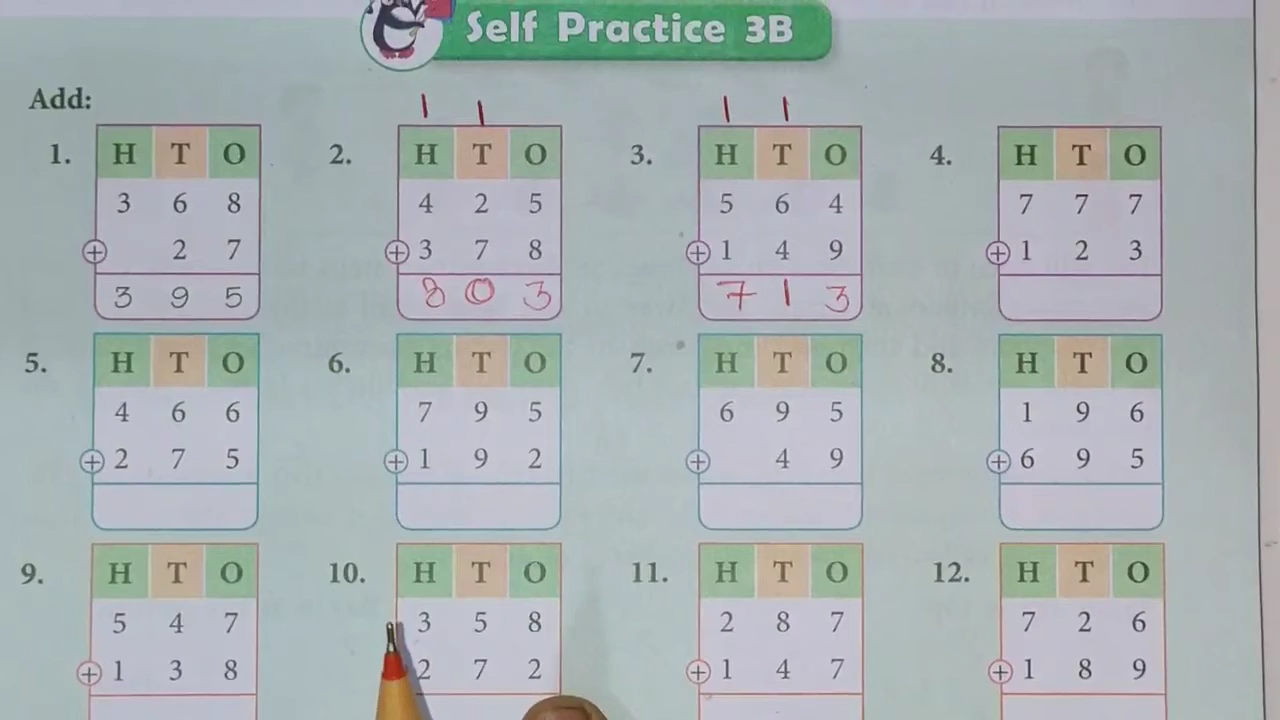 Self Practice 3B
Add:
1 1 1 1
1. H T O 2. H T O 3. H T O 4. H T O
3 6 8 4 2 5 5 6 4 7 7 7
+ 2 7 + 3 7 8 + 1 4 9 + 1 2 3
3 9 5 8 0 3 7 1 3
5. H T O 6. H T O 7. H T O 8. H T O
4 6 6 7 9 5 6 9 5 1 9 6
+ 2 7 5 + 1 9 2 + 4 9 + 6 9 5
9. H T O 10. H T O 11. H T O 12. H T O
5 4 7 3 5 8 2 8 7 7 2 6
+ 1 3 8 2 7 2 + 1 4 7 + 1 8 9